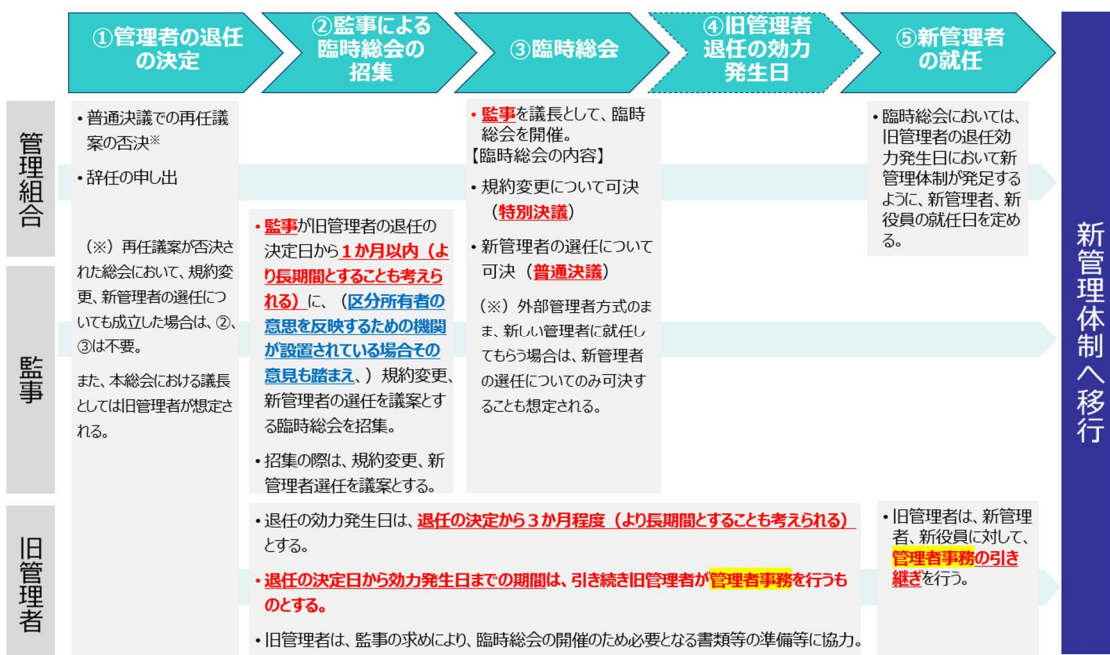 ①管理者の退任
の決定
②監事による
臨時総会の
招集
③臨時総会
④旧管理者
退任の効力
発生日
⑤新管理者
の就任
管理組合
・普通決議での再任議
案の否決※
・辞任の申し出
(※)再任議案が否決さ
れた総会において、規約変
更、新管理者の選任につ
いても成立した場合は、②、
③は不要。
また、本総会における議長
としては旧管理者が想定さ
れる。
監事
・監事が旧管理者の退任の
決定日から1か月以内(よ
り長期間とすることも考えら
れる)に、(区分所有者の
意思を反映するための機関
が設置されている場合その
意見も踏まえ、)規約変更、
新管理者の選任を議案とす
る臨時総会を招集。
・招集の際は、規約変更、新
管理者選任を議案とする。
・監事を議長として、臨時
総会を開催。
【臨時総会の内容】
・規約変更について可決
(特別決議)
・新管理者の選任について
可決(普通決議)
(※)外部管理者方式のま
ま、新しい管理者に就任し
てもらう場合は、新管理者
の選任についてのみ可決す
ることも想定される。
・臨時総会においては、
旧管理者の退任効
力発生日において新
管理体制が発足する
ように、新管理者、新
役員の就任日を定め
る。
旧管理者
・退任の効力発生日は、退任の決定から3か月程度(より長期間とすることも考えられる)
とする。
・退任の決定日から効力発生日までの期間は、引き続き旧管理者が管理者事務を行うも
のとする。
・旧管理者は、監事の求めにより、臨時総会の開催のため必要となる書類等の準備等に協力。
・旧管理者は、新管理
者、新役員に対して、
管理者事務の引き
継ぎを行う。
新管理体制へ移行